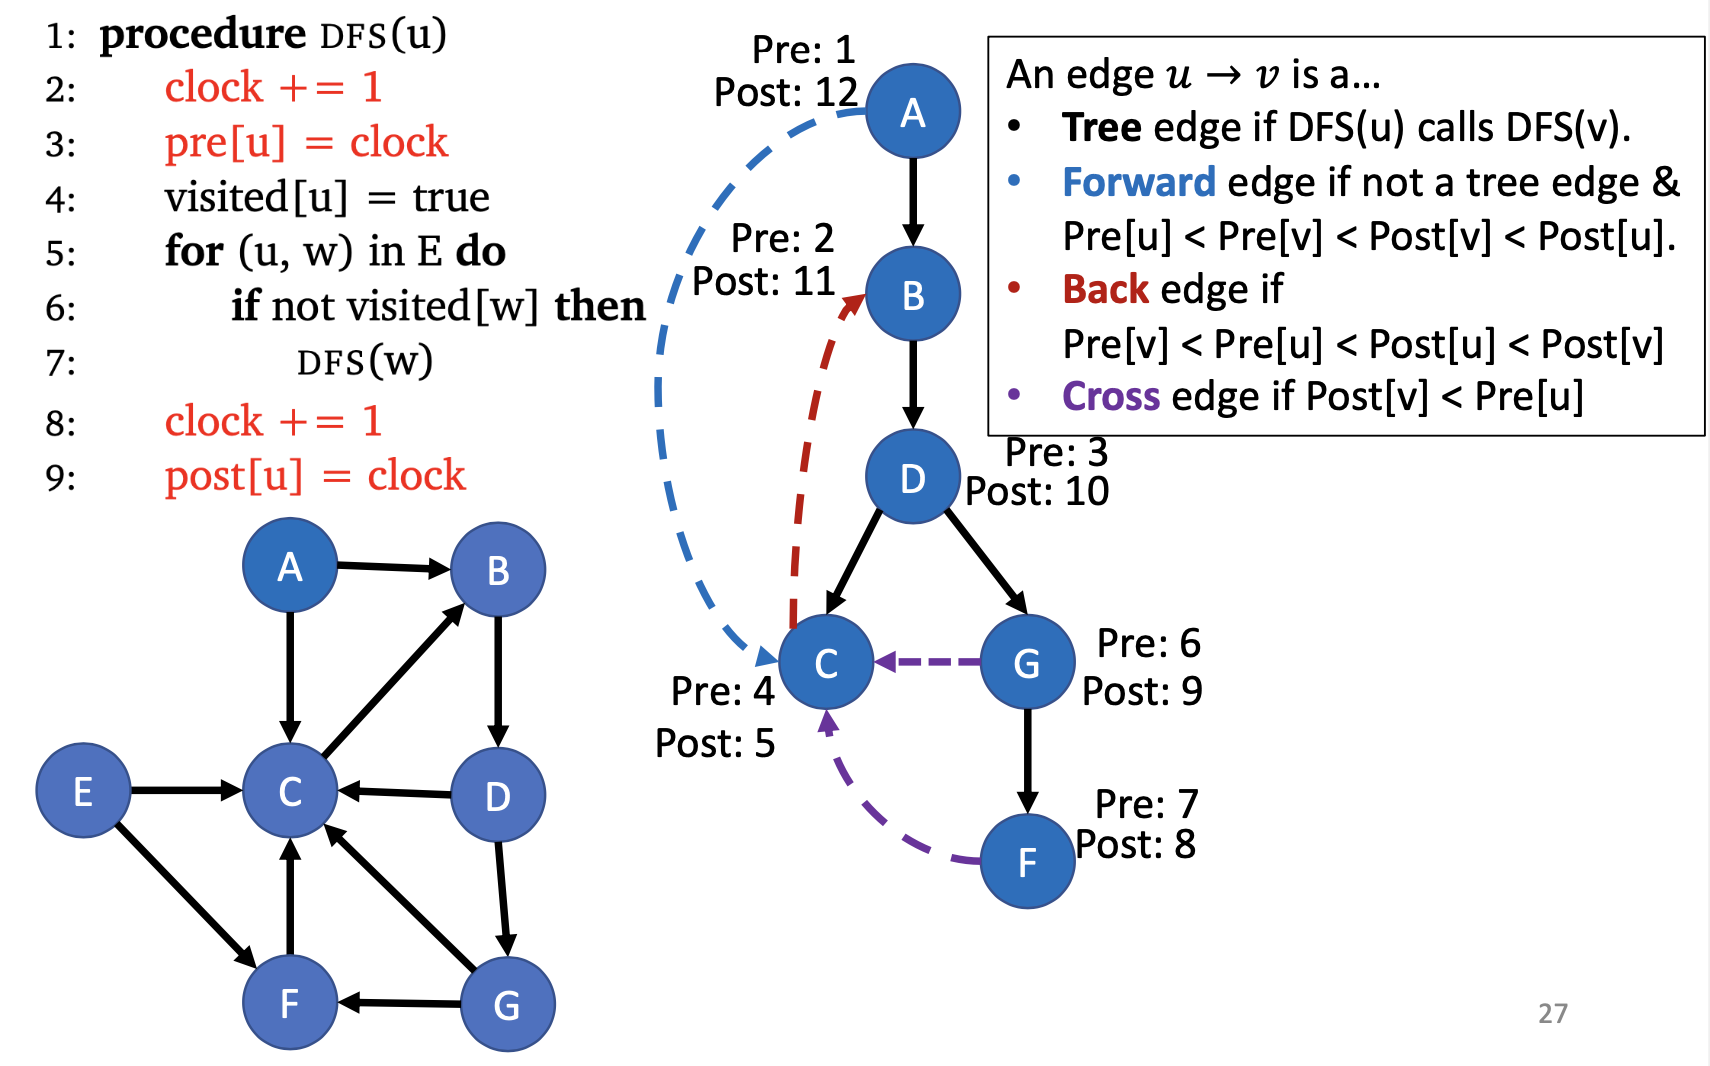 1: procedure DFS(u)
2: clock += 1
3: pre[u] = clock
4: visited[u] = true
5: for (u, w) in E do
6: if not visited[w] then
7: DFS(w)
8: clock += 1
9: post[u] = clock
A
B
E
C
D
F
G
Pre: 1
Post: 12
A
Pre: 2
Post: 11
B
Pre: 3
Post: 10
D
C
Pre: 4
Post: 5
G
Pre: 6
Post: 9
F
Pre: 7
Post: 8
An edge u → v is a...
• Tree edge if DFS(u) calls DFS(v).
• Forward edge if not a tree edge &
Pre[u] < Pre[v] < Post[v] < Post[u].
• Back edge if
Pre[v] < Pre[u] < Post[u] < Post[v]
• Cross edge if Post[v] < Pre[u]
27